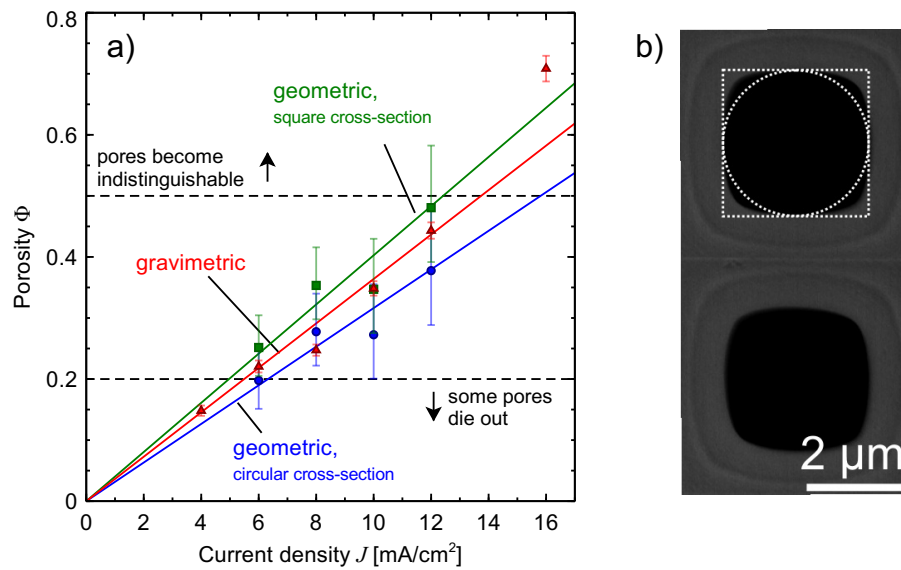 a)
0.8
0.6
0.4
0.2
0
Porosity Φ
geometric,
square cross-section
pores become
indistinguishable
gravimetric
some pores
die out
geometric,
circular cross-section
0 2 4 6 8 10 12 14 16
Current density J [mA/cm²]
b)
2 μm